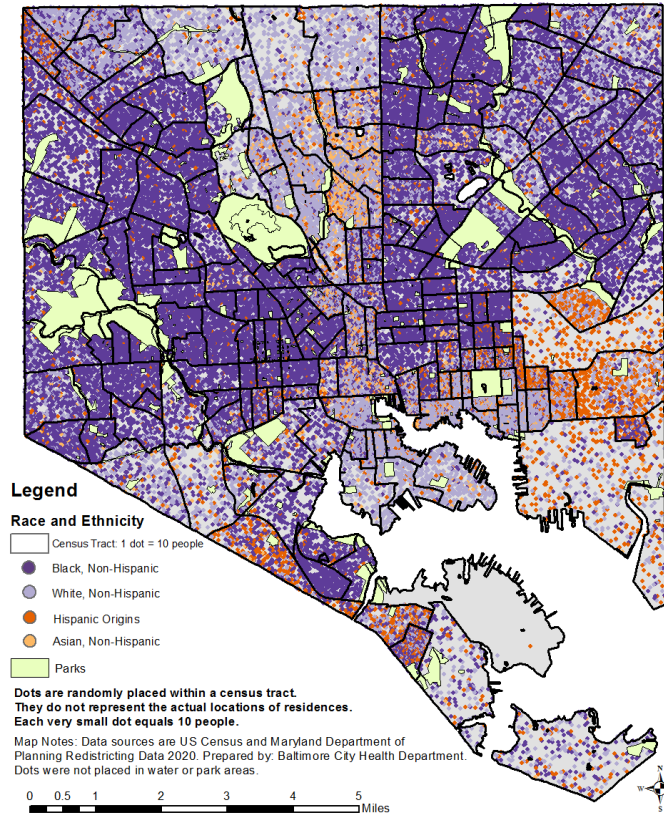 Legend
Race and Ethnicity
Census Tract: 1 dot = 10 people
Black, Non-Hispanic
White, Non-Hispanic
Hispanic Origins
Asian, Non-Hispanic
Parks
Dots are randomly placed within a census tract.
They do not represent the actual locations of residences.
Each very small dot equals 10 people.
Map Notes: Data sources are US Census and Maryland Department of
Planning Redistricting Data 2020. Prepared by: Baltimore City Health Department.
Dots were not placed in water or park areas.
0 0.5 1 2 3 4 5
Miles
N
W
S